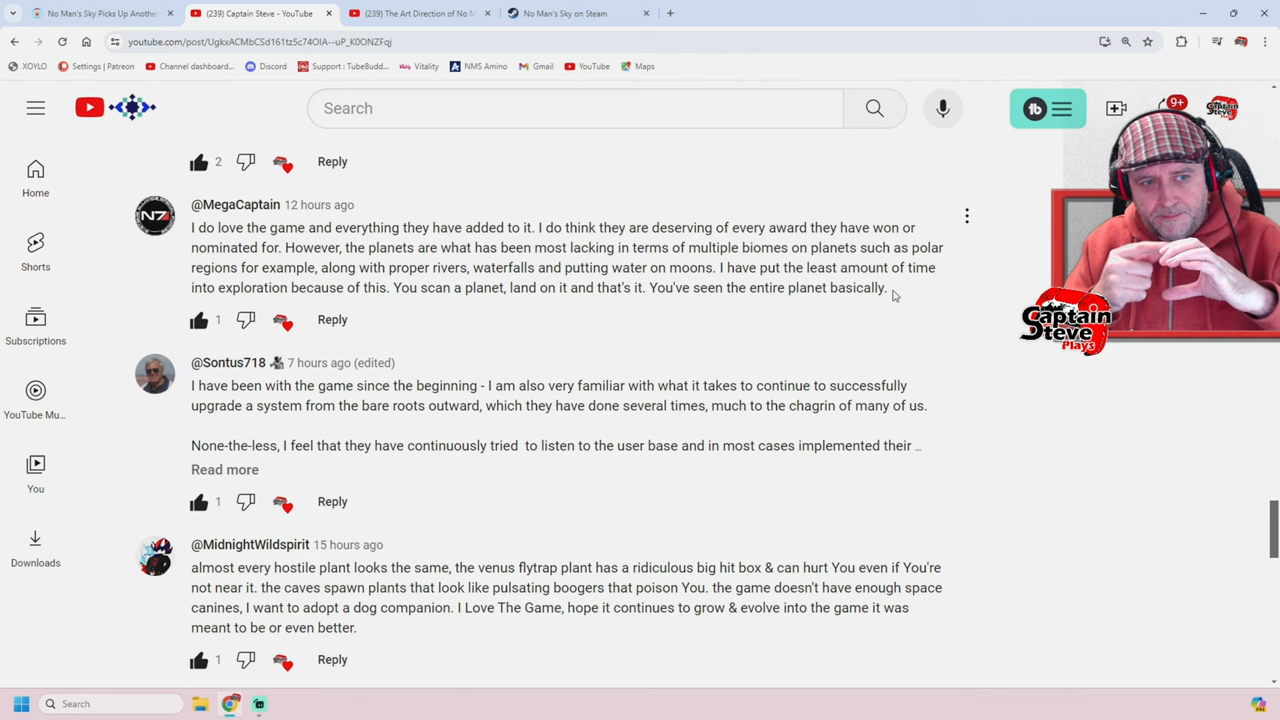 No Man's Sky Picks Up Anothe
(239) Captain Steve - YouTube
(239) The Art Direction of No M
No Man's Sky on Steam
youtube.com/post/UgkxACMbCSd161tz5c74OIA--uP_K0ONZFqj
XOYLO
Settings | Patreon
Channel dashboard...
Discord
Support : TubeBudd...
Vitality
NMS Amino
Gmail
YouTube
Maps
Search
9+
Home
Shorts
Subscriptions
YouTube Mu...
You
Downloads
2
Reply
@MegaCaptain 12 hours ago
I do love the game and everything they have added to it. I do think they are deserving of every award they have won or
nominated for. However, the planets are what has been most lacking in terms of multiple biomes on planets such as polar
regions for example, along with proper rivers, waterfalls and putting water on moons. I have put the least amount of time
into exploration because of this. You scan a planet, land on it and that's it. You've seen the entire planet basically.
1
Reply
@Sontus718 7 hours ago (edited)
I have been with the game since the beginning - I am also very familiar with what it takes to continue to successfully
upgrade a system from the bare roots outward, which they have done several times, much to the chagrin of many of us.
None-the-less, I feel that they have continuously tried to listen to the user base and in most cases implemented their ...
Read more
1
Reply
@MidnightWildspirit 15 hours ago
almost every hostile plant looks the same, the venus flytrap plant has a ridiculous big hit box & can hurt You even if You're
not near it. the caves spawn plants that look like pulsating boogers that poison You. the game doesn't have enough space
canines, I want to adopt a dog companion. I Love The Game, hope it continues to grow & evolve into the game it was
meant to be or even better.
1
Reply
N7
Captain
Steve
Plays
Search